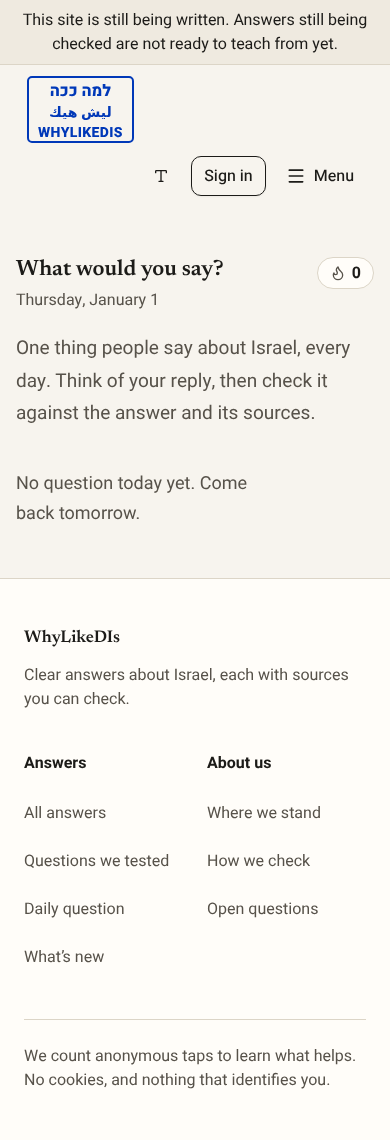 This site is still being written. Answers still being
checked are not ready to teach from yet.
למה ככה
ليش هيك
WHYLIKEDIS
T
Sign in
Menu
What would you say?
0
Thursday, January 1
One thing people say about Israel, every
day. Think of your reply, then check it
against the answer and its sources.
No question today yet. Come
back tomorrow.
WhyLikeDIs
Clear answers about Israel, each with sources
you can check.
Answers
About us
All answers
Where we stand
Questions we tested
How we check
Daily question
Open questions
What’s new
We count anonymous taps to learn what helps.
No cookies, and nothing that identifies you.